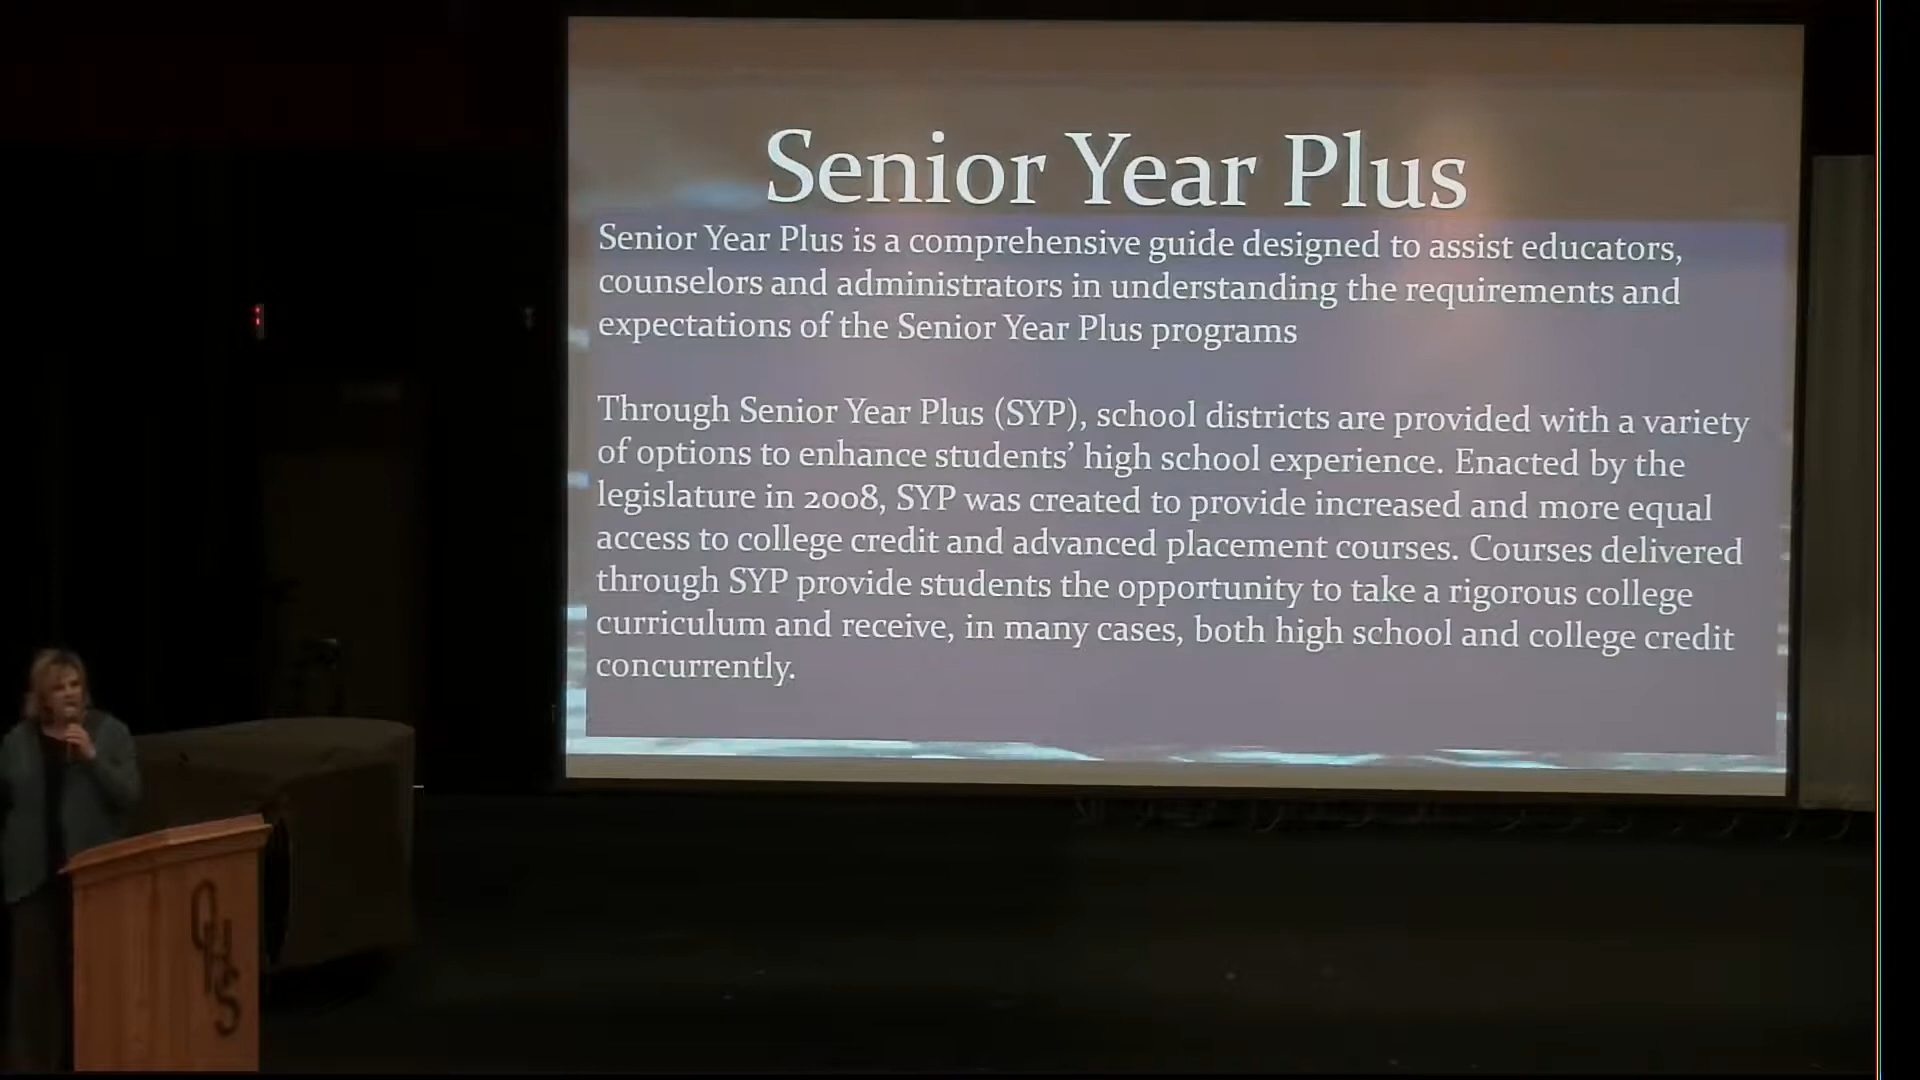 Senior Year Plus
Senior Year Plus is a comprehensive guide designed to assist educators,
counselors and administrators in understanding the requirements and
expectations of the Senior Year Plus programs
Through Senior Year Plus (SYP), school districts are provided with a variety
of options to enhance students’ high school experience. Enacted by the
legislature in 2008, SYP was created to provide increased and more equal
access to college credit and advanced placement courses. Courses delivered
through SYP provide students the opportunity to take a rigorous college
curriculum and receive, in many cases, both high school and college credit
concurrently.
OHS